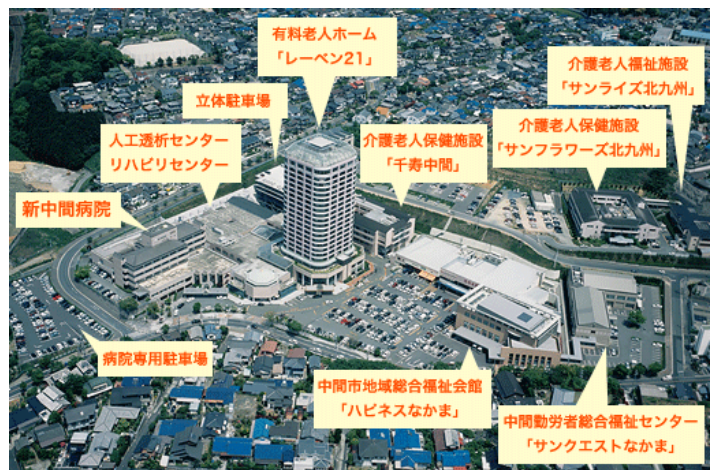 有料老人ホーム
「レーベン21」
介護老人福祉施設
「サンライズ北九州」
立体駐車場
人工透析センター
リハビリセンター
介護老人保健施設
「千寿中間」
介護老人保健施設
「サンフラワーズ北九州」
新中間病院
病院専用駐車場
中間市地域総合福祉会館
「ハピネスなかま」
中間勤労者総合福祉センター
「サンクエストなかま」